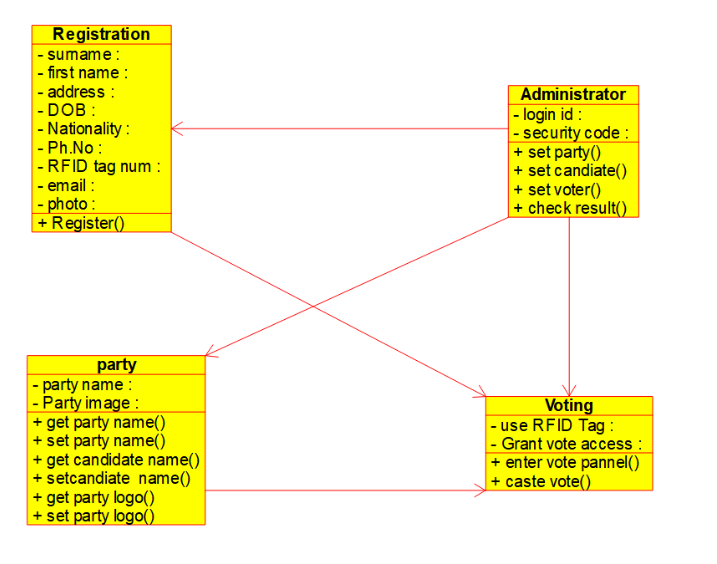 Registration
- surname :
- first name :
- address :
- DOB :
- Nationality :
- Ph.No :
- RFID tag num :
- email :
- photo :
+ Register()
Administrator
- login id :
- security code :
+ set party()
+ set candiate()
+ set voter()
+ check result()
party
- party name :
- Party image :
+ get party name()
+ set party name()
+ get candidate name()
+ setcandiate name()
+ get party logo()
+ set party logo()
Voting
- use RFID Tag :
- Grant vote access :
+ enter vote pannel()
+ caste vote()